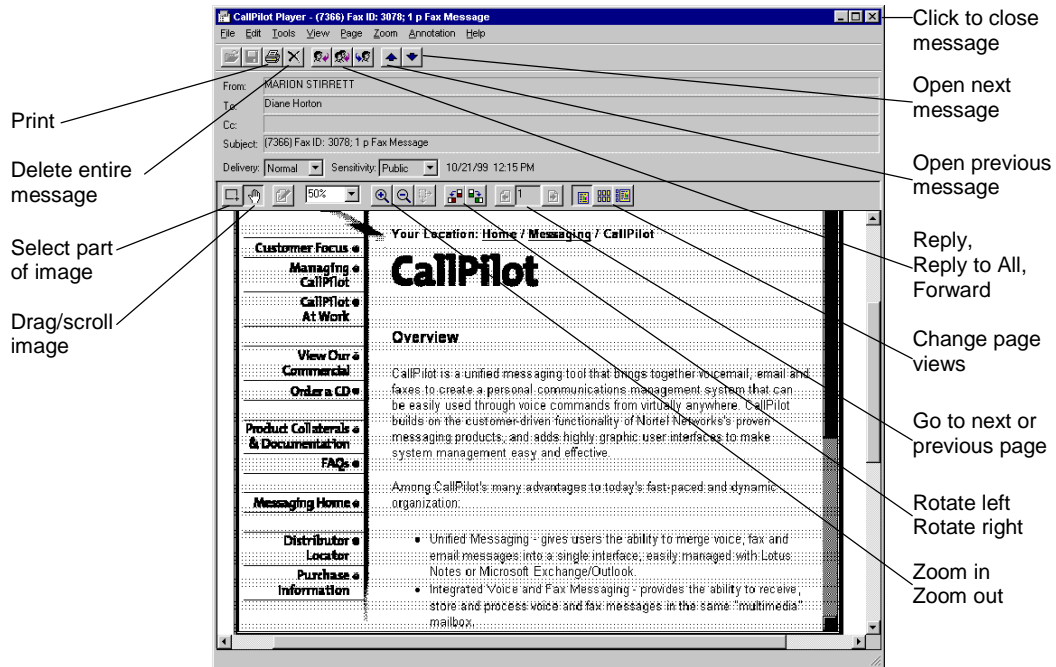 CallPilot Player - (7366) Fax ID: 3078; 1 p Fax Message
File Edit Tools View Page Zoom Annotation Help
From: MARION STIRRETT
To: Diane Horton
Cc:
Subject: (7366) Fax ID: 3078; 1 p Fax Message
Delivery: Normal Sensitivity: Public 10/21/99 12:15 PM
50% 1
Print
Delete entire
message
Select part
of image
Drag/scroll
image
Customer Focus
Managing
CallPilot
CallPilot
At Work
View Our
Commercial
Order a CD
Product Collaterals
& Documentation
FAQs
Messaging Home
Distributor
Locator
Purchase
Information
Your Location: Home / Messaging / CallPilot
CallPilot
Overview
CallPilot is a unified messaging tool that brings together voicemail, email and
faxes to create a personal communications management system that can
be easily used through voice commands from virtually anywhere. CallPilot
builds on the customer-driven functionality of Nortel Networks's proven
messaging products, and adds highly graphic user interfaces to make
system management easy and effective.
Among CallPilot's many advantages to today's fast-paced and dynamic
organization:
• Unified Messaging - gives users the ability to merge voice, fax and
email messages into a single interface, easily managed with Lotus
Notes or Microsoft Exchange/Outlook.
• Integrated Voice and Fax Messaging - provides the ability to receive,
store and process voice and fax messages in the same "multimedia"
mailbox.
Click to close
message
Open next
message
Open previous
message
Reply,
Reply to All,
Forward
Change page
views
Go to next or
previous page
Rotate left
Rotate right
Zoom in
Zoom out